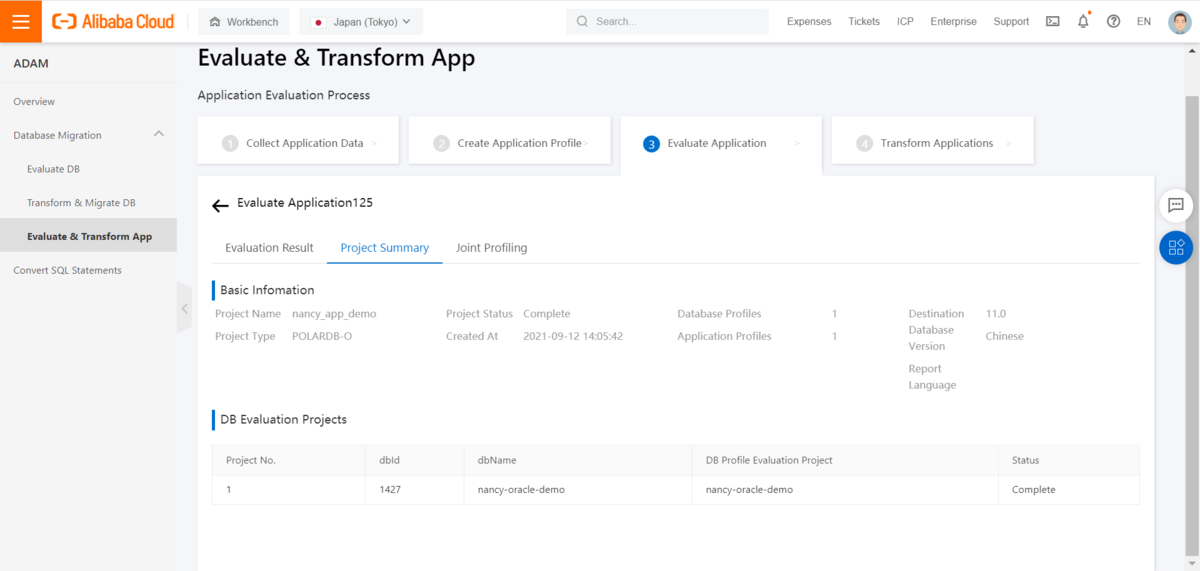 Alibaba Cloud
Workbench
Japan (Tokyo)
Search...
Expenses
Tickets
ICP
Enterprise
Support
EN
ADAM
Overview
Database Migration
Evaluate DB
Transform & Migrate DB
Evaluate & Transform App
Convert SQL Statements
Evaluate & Transform App
Application Evaluation Process
1 Collect Application Data >
2 Create Application Profile >
3 Evaluate Application >
4 Transform Applications >
Evaluate Application125
Evaluation Result Project Summary Joint Profiling
Basic Infomation
Project Name nancy_app_demo Project Status Complete Database Profiles 1 Destination 11.0
Database
Project Type POLARDB-O Created At 2021-09-12 14:05:42 Application Profiles 1 Chinese
Version
Report
Language
DB Evaluation Projects
Project No. dbId dbName DB Profile Evaluation Project Status
1 1427 nancy-oracle-demo nancy-oracle-demo Complete